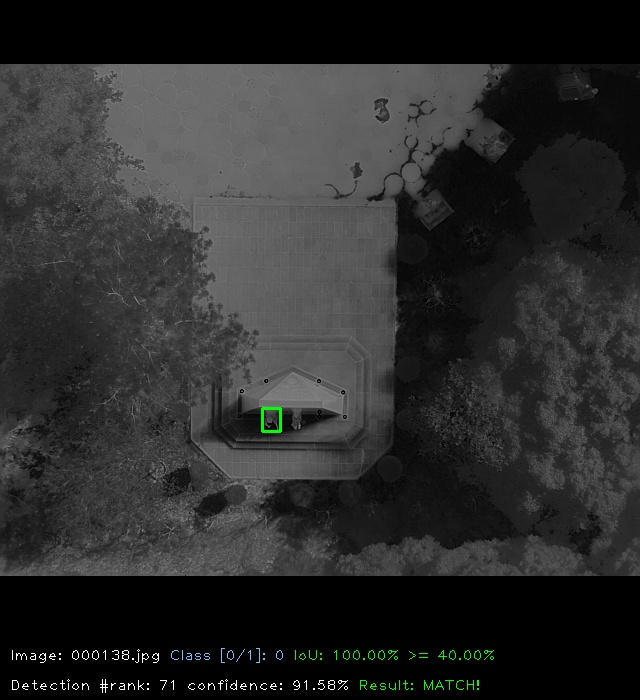 Image: 000138.jpg Class [0/1]: 0 IoU: 100.00% >= 40.00%
Detection #rank: 71 confidence: 91.58% Result: MATCH!